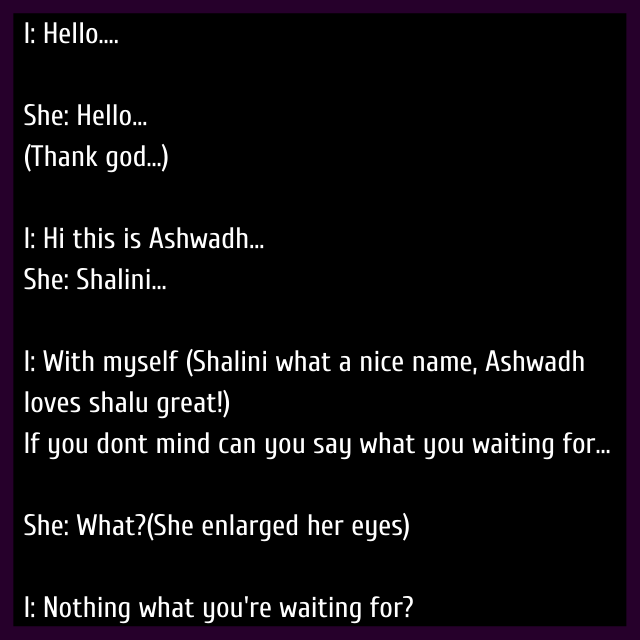 I: Hello....
She: Hello...
(Thank god...)
I: Hi this is Ashwadh...
She: Shalini...
I: With myself (Shalini what a nice name, Ashwadh
loves shalu great!)
If you dont mind can you say what you waiting for...
She: What?(She enlarged her eyes)
I: Nothing what you're waiting for?